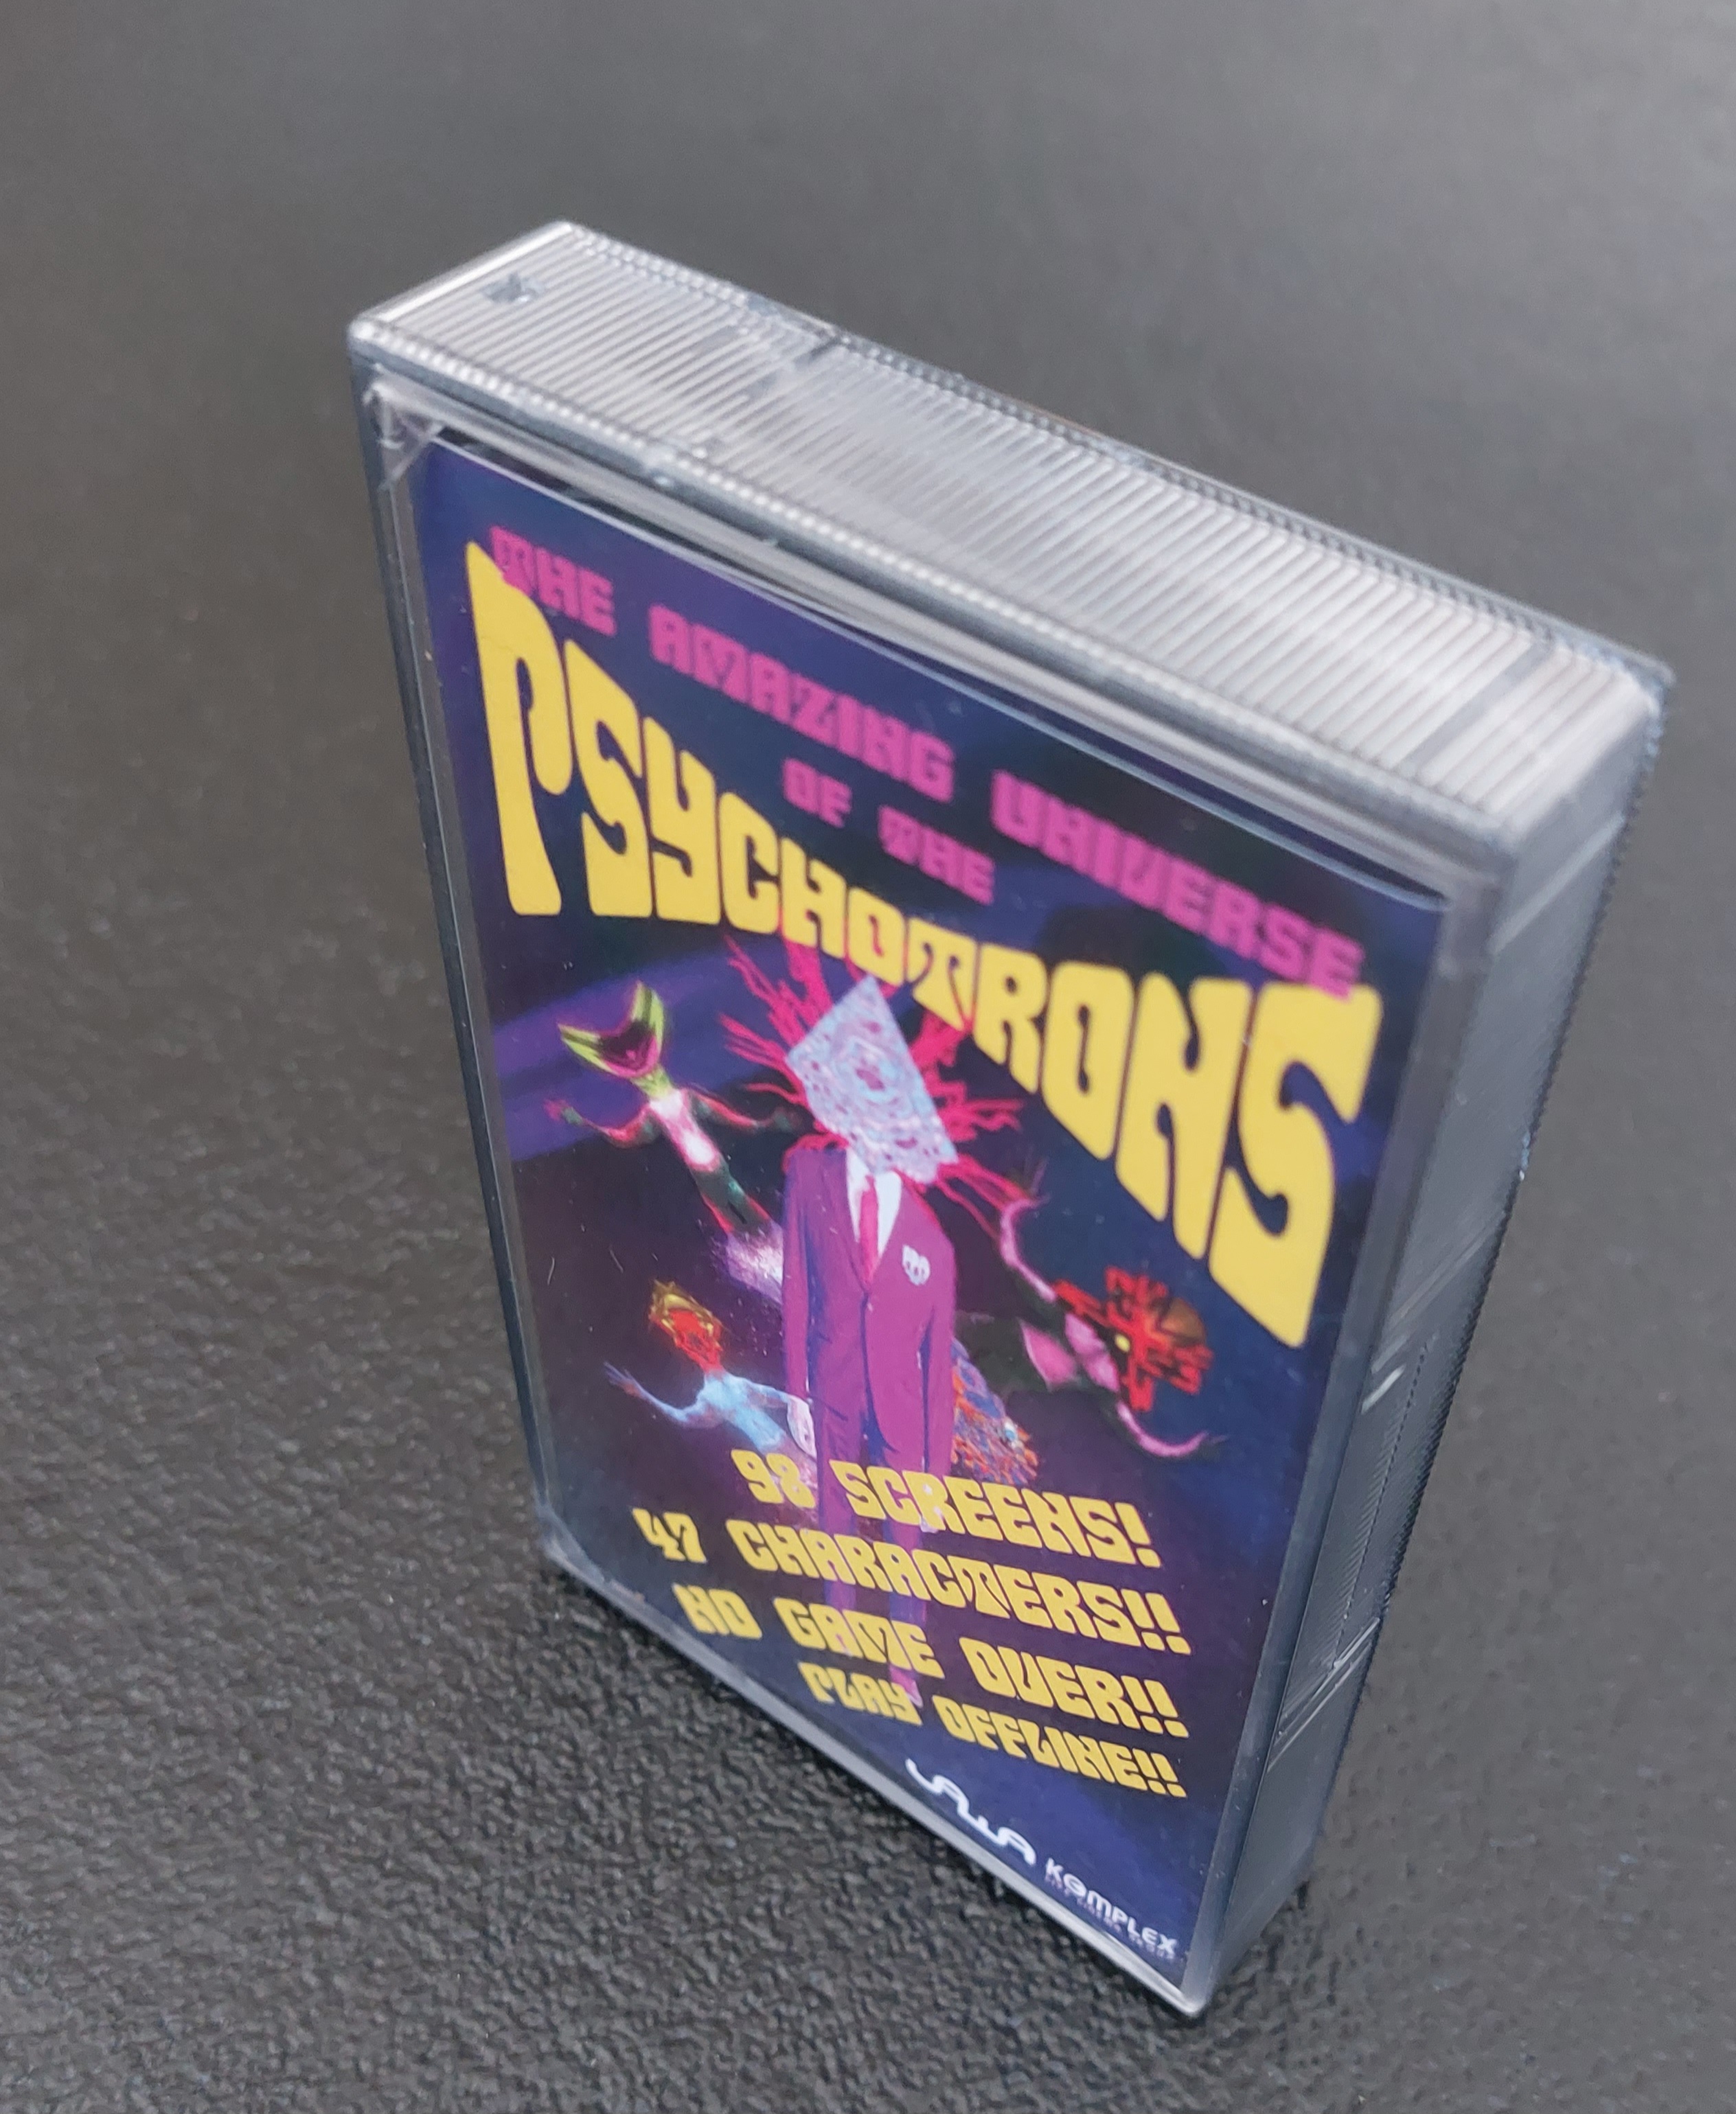 THE AMAZING UNIVERSE
OF THE
PSYCHOTRONS
98 SCREENS!
47 CHARACTERS!!
NO GAME OVER!!
PLAY OFFLINE!!
KOMPLEX